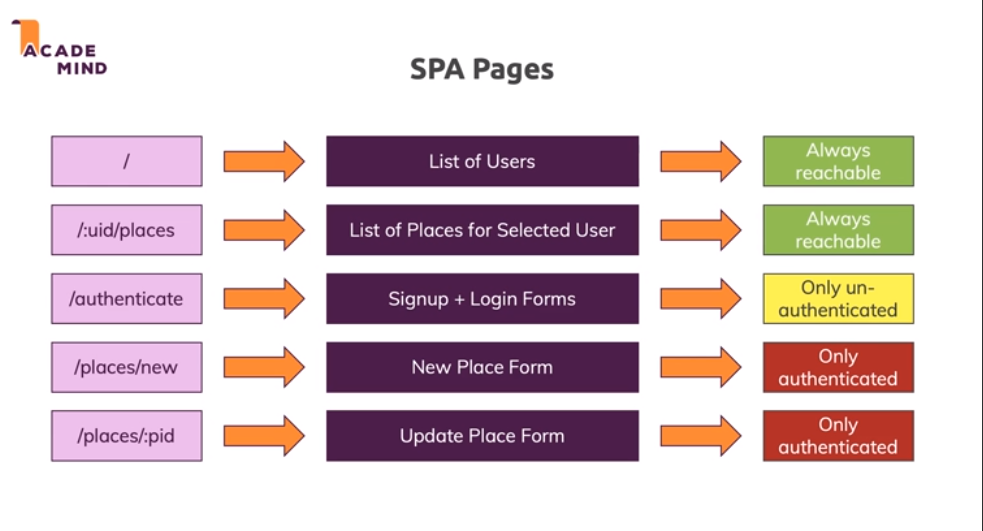 ACADE
MIND
SPA Pages
/
List of Users
Always
reachable
/:uid/places
List of Places for Selected User
Always
reachable
/authenticate
Signup + Login Forms
Only un-
authenticated
/places/new
New Place Form
Only
authenticated
/places/:pid
Update Place Form
Only
authenticated